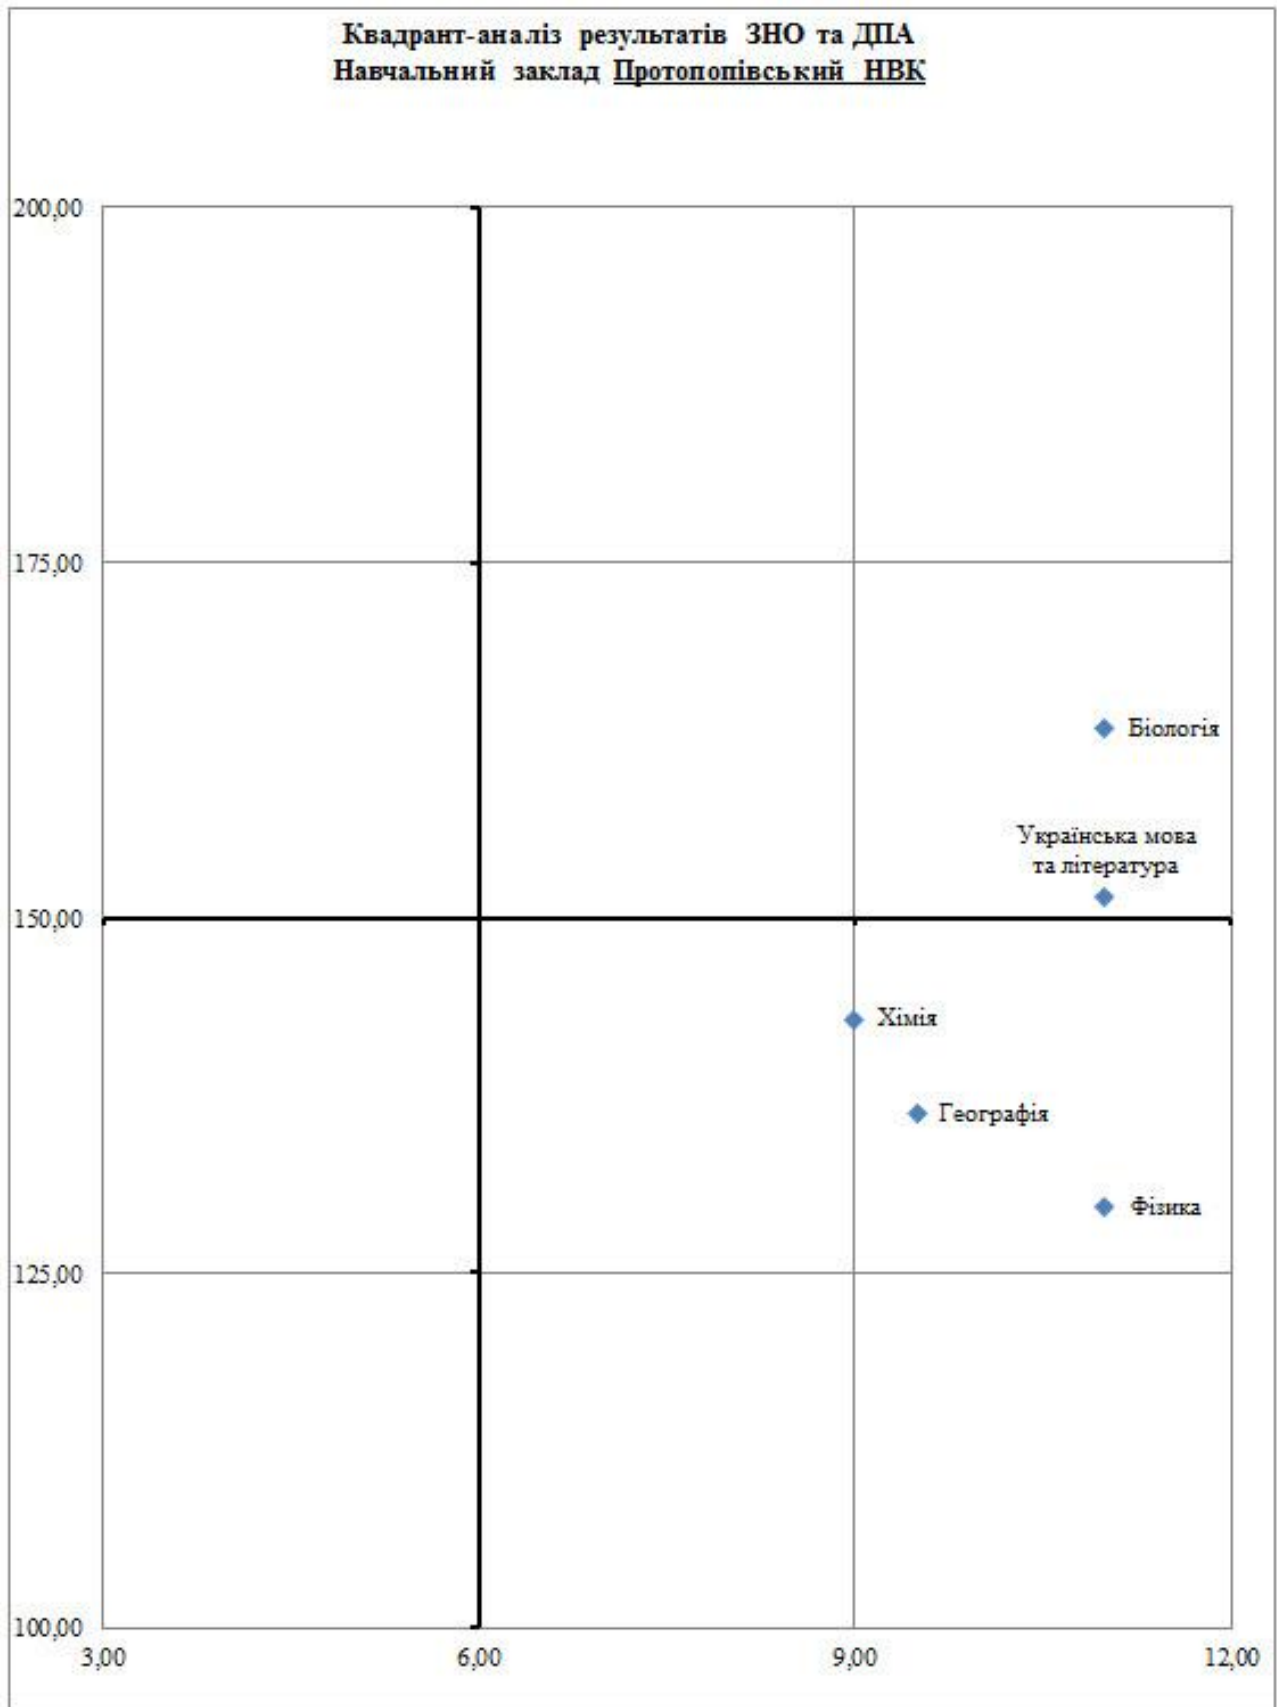 Квадрант-аналіз результатів ЗНО та ДПА
Навчальний заклад Протопопівський НВК
200,00
175,00
Біологія
Українська мова
та література
150,00
Хімія
Географія
Фізика
125,00
100,00
3,00 6,00 9,00 12,00